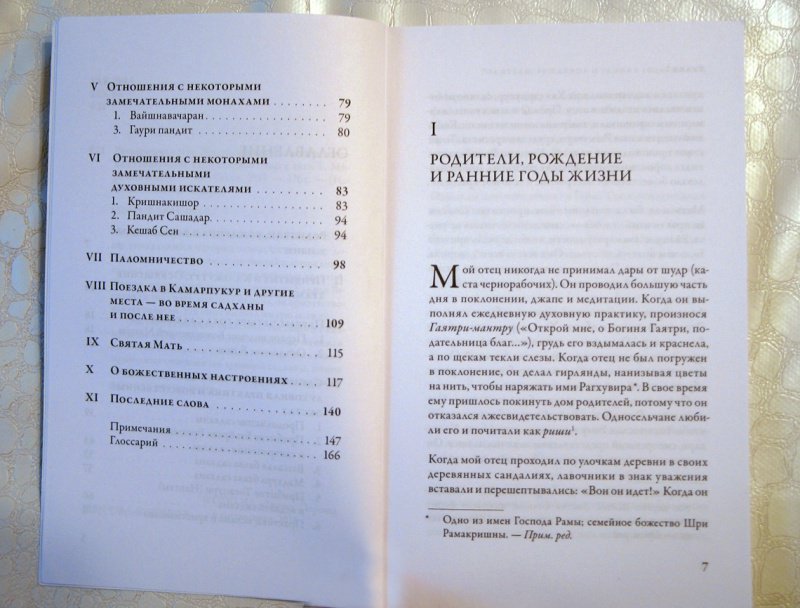 V Отношения с некоторыми
замечательными монахами . . . . . . . . 79
1. Вайшнавачаран . . . . . . . . . . . . . . . . . . 79
3. Гаури пандит . . . . . . . . . . . . . . . . . . . . 80
VI Отношения с некоторыми
замечательными
духовными искателями . . . . . . . . . . . 83
1. Кришнакишор . . . . . . . . . . . . . . . . . . . 83
2. Пандит Сашадар. . . . . . . . . . . . . . . . . . 94
3. Кешаб Сен . . . . . . . . . . . . . . . . . . . . . . 94
VII Паломничество . . . . . . . . . . . . . . . . . . 98
VIII Поездка в Камарпукур и другие
места — во время садханы
и после нее . . . . . . . . . . . . . . . . . . . . . 109
IX Святая Мать . . . . . . . . . . . . . . . . . . . . 115
X О божественных настроениях . . . . . 117
XI Последние слова . . . . . . . . . . . . . . . . 140
Примечания . . . . . . . . . . . . . . . . . . . . . 147
Глоссарий . . . . . . . . . . . . . . . . . . . . . . . 166
I
РОДИТЕЛИ, РОЖДЕНИЕ
И РАННИЕ ГОДЫ ЖИЗНИ
Мой отец никогда не принимал дары от шудр (ка-
ста чернорабочих). Он проводил большую часть
дня в поклонении, джапе и медитации. Когда он вы-
полнял ежедневную духовную практику, произнося
Гаятри-мантру («Открой мне, о Богиня Гаятри, по-
дательница благ...»), грудь его вздымалась и краснела,
а по щекам текли слезы. Когда отец не был погружен
в поклонение, он делал гирлянды, нанизывая цветы
на нить, чтобы наряжать ими Рагхувира*. В свое время
ему пришлось покинуть дом родителей, потому что он
отказался лжесвидетельствовать. Односельчане люби-
ли его и почитали как риши¹.
Когда мой отец проходил по улочкам деревни в своих
деревянных сандалиях, лавочники в знак уважения
вставали и перешептывались: «Вон он идет!» Когда он
* Одно из имен Господа Рамы; семейное божество Шри
Рамакришны. — Прим. ред.
7